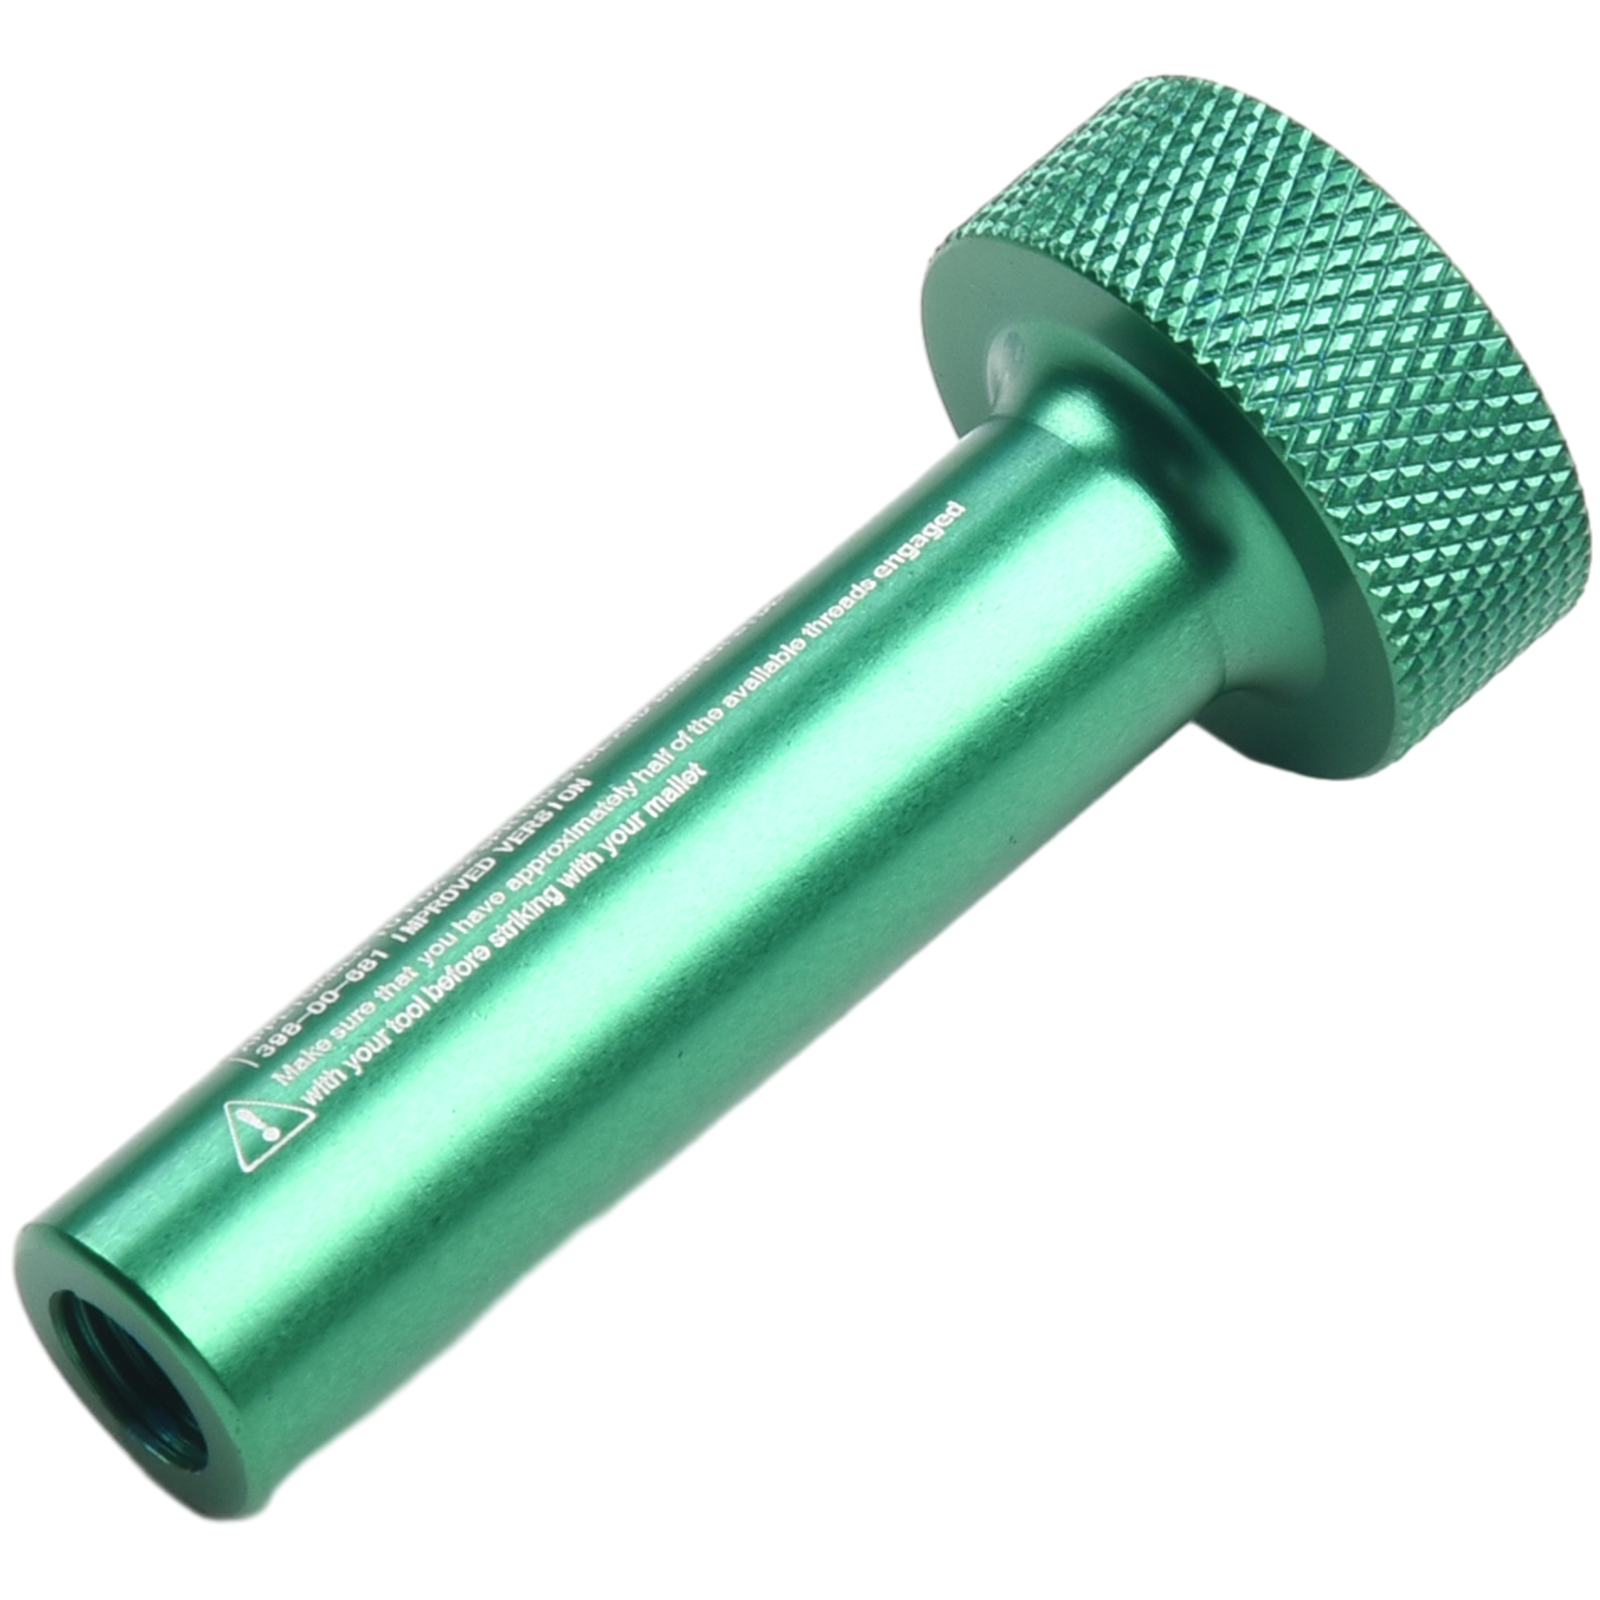 398-00-681 IMPROVED VERSION
Make sure that you have approximately half of the available threads engaged
with your tool before striking with your mallet